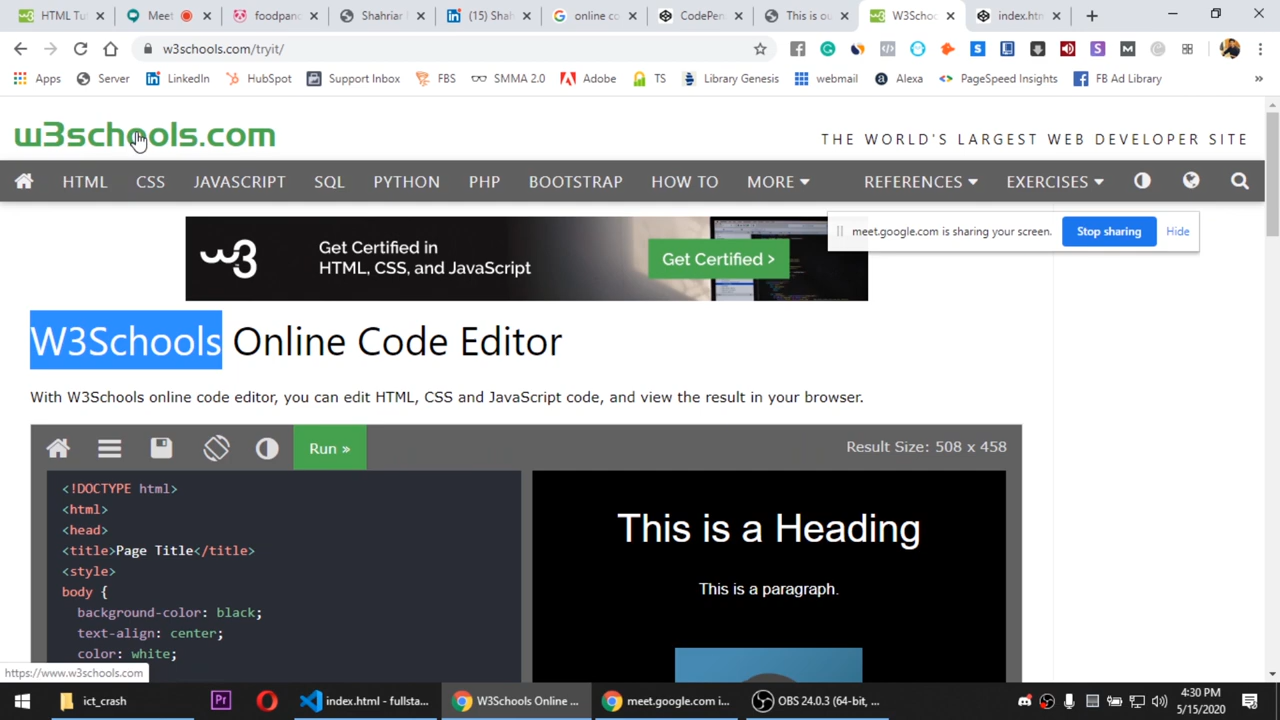 HTML Tut
Meet
foodpan
Shahriar
(15) Shah
online co
CodePen
This is ou
W3Schoo
index.htm
w3schools.com/tryit/
Apps
Server
LinkedIn
HubSpot
Support Inbox
FBS
SMMA 2.0
Adobe
TS
Library Genesis
webmail
Alexa
PageSpeed Insights
FB Ad Library
»
w3schools.com
THE WORLD'S LARGEST WEB DEVELOPER SITE
HTML CSS JAVASCRIPT SQL PYTHON PHP BOOTSTRAP HOW TO MORE REFERENCES EXERCISES
w3
Get Certified in
HTML, CSS, and JavaScript
Get Certified >
meet.google.com is sharing your screen.
Stop sharing
Hide
W3Schools Online Code Editor
With W3Schools online code editor, you can edit HTML, CSS and JavaScript code, and view the result in your browser.
Run »
Result Size: 508 x 458
<!DOCTYPE html>
<html>
<head>
<title>Page Title</title>
<style>
body {
background-color: black;
text-align: center;
color: white;
This is a Heading
This is a paragraph.
https://www.w3schools.com
ict_crash
Pr
index.html - fullsta...
W3Schools Online ...
meet.google.com i...
OBS 24.0.3 (64-bit, ...
4:30 PM
5/15/2020